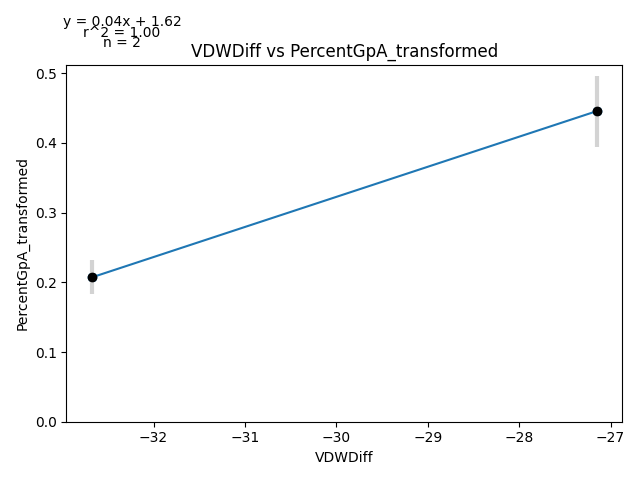 y = 0.04x + 1.62
r^2 = 1.00
n = 2
VDWDiff vs PercentGpA_transformed
PercentGpA_transformed
0.5
0.4
0.3
0.2
0.1
0.0
−32
−31
−30
−29
−28
−27
VDWDiff